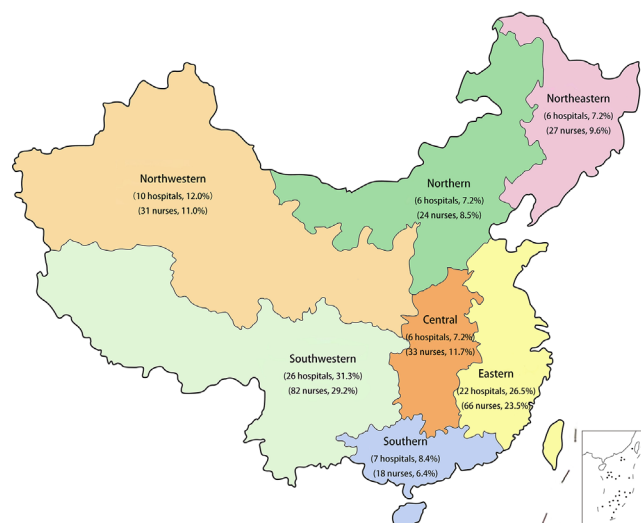 Northeastern
(6 hospitals, 7.2%)
(27 nurses, 9.6%)
Northwestern
(10 hospitals, 12.0%)
(31 nurses, 11.0%)
Northern
(6 hospitals, 7.2%)
(24 nurses, 8.5%)
Central
(6 hospitals, 7.2%)
(33 nurses, 11.7%)
Southwestern
(26 hospitals, 31.3%)
(82 nurses, 29.2%)
Eastern
(22 hospitals, 26.5%)
(66 nurses, 23.5%)
Southern
(7 hospitals, 8.4%)
(18 nurses, 6.4%)